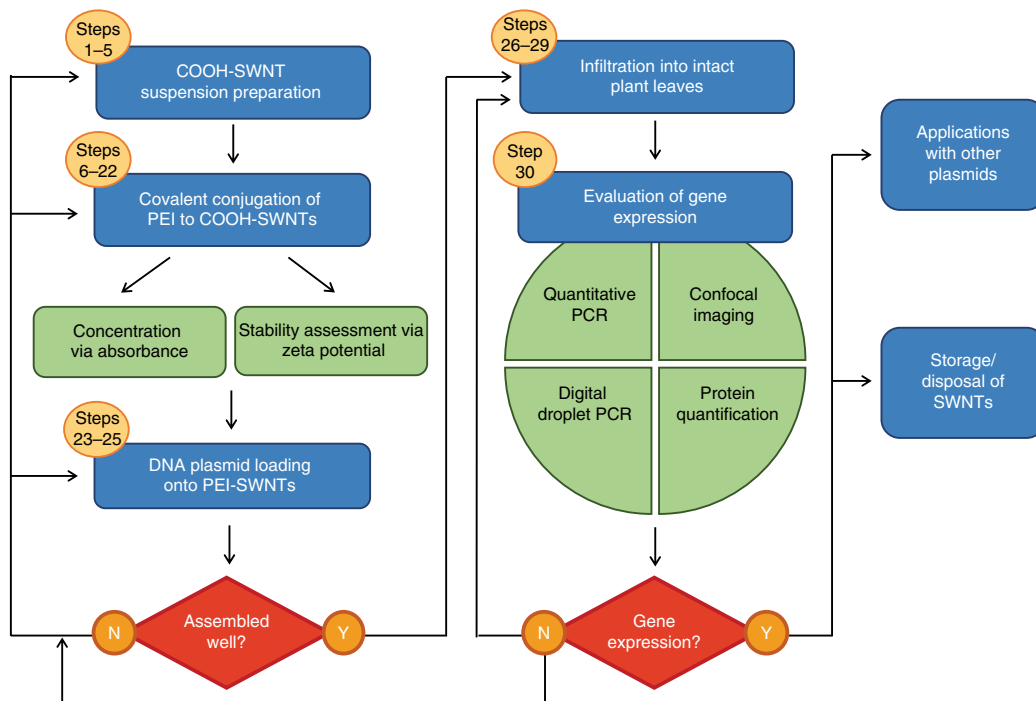 Steps
1–5
COOH-SWNT
suspension preparation
Steps
6–22
Covalent conjugation of
PEI to COOH-SWNTs
Concentration
via absorbance
Stability assessment via
zeta potential
Steps
23–25
DNA plasmid loading
onto PEI-SWNTs
N
Assembled
well?
Y
Steps
26–29
Infiltration into intact
plant leaves
Step
30
Evaluation of gene
expression
Quantitative
PCR
Confocal
imaging
Digital
droplet PCR
Protein
quantification
N
Gene
expression?
Y
Applications
with other
plasmids
Storage/
disposal of
SWNTs